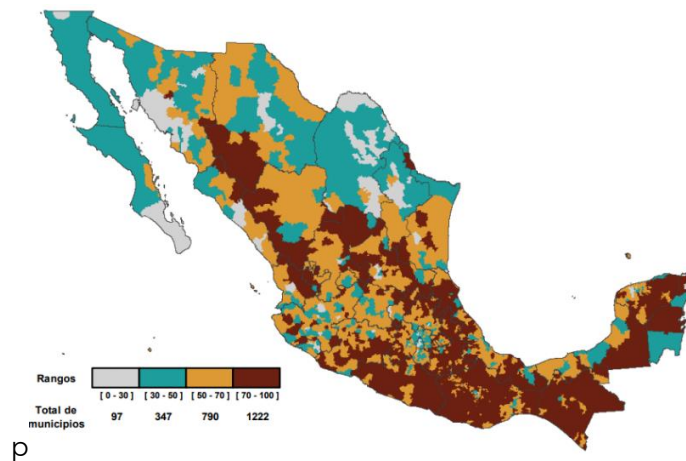 Rangos
[ 0 - 30 ] [ 30 - 50 ] [ 50 - 70 ] [ 70 - 100 ]
Total de municipios 97 347 790 1222
p